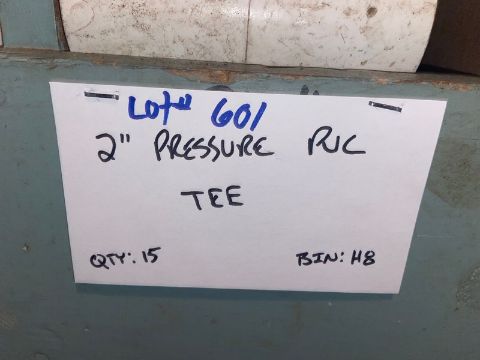 Lot# 601
2" PRESSURE PVC
TEE
QTY: 15 BIN: H8